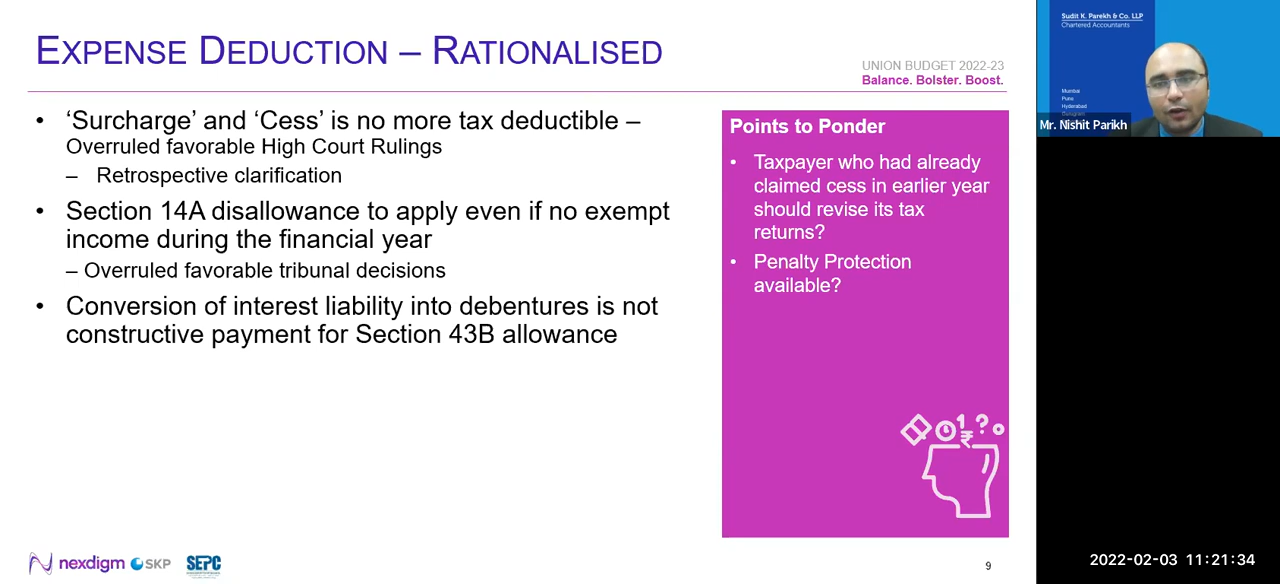 EXPENSE DEDUCTION – RATIONALISED
UNION BUDGET 2022-23
Balance. Bolster. Boost.
• ‘Surcharge’ and ‘Cess’ is no more tax deductible –
Overruled favorable High Court Rulings
– Retrospective clarification
• Section 14A disallowance to apply even if no exempt
income during the financial year
– Overruled favorable tribunal decisions
• Conversion of interest liability into debentures is not
constructive payment for Section 43B allowance
Points to Ponder
• Taxpayer who had already
claimed cess in earlier year
should revise its tax
returns?
• Penalty Protection
available?
1 ?
₹
nexdigm SKP SEPC
9
Sudit K. Parekh & Co. LLP
Chartered Accountants
Mumbai
Pune
Hyderabad
Mr. Nishit Parikh
2022-02-03 11:21:34